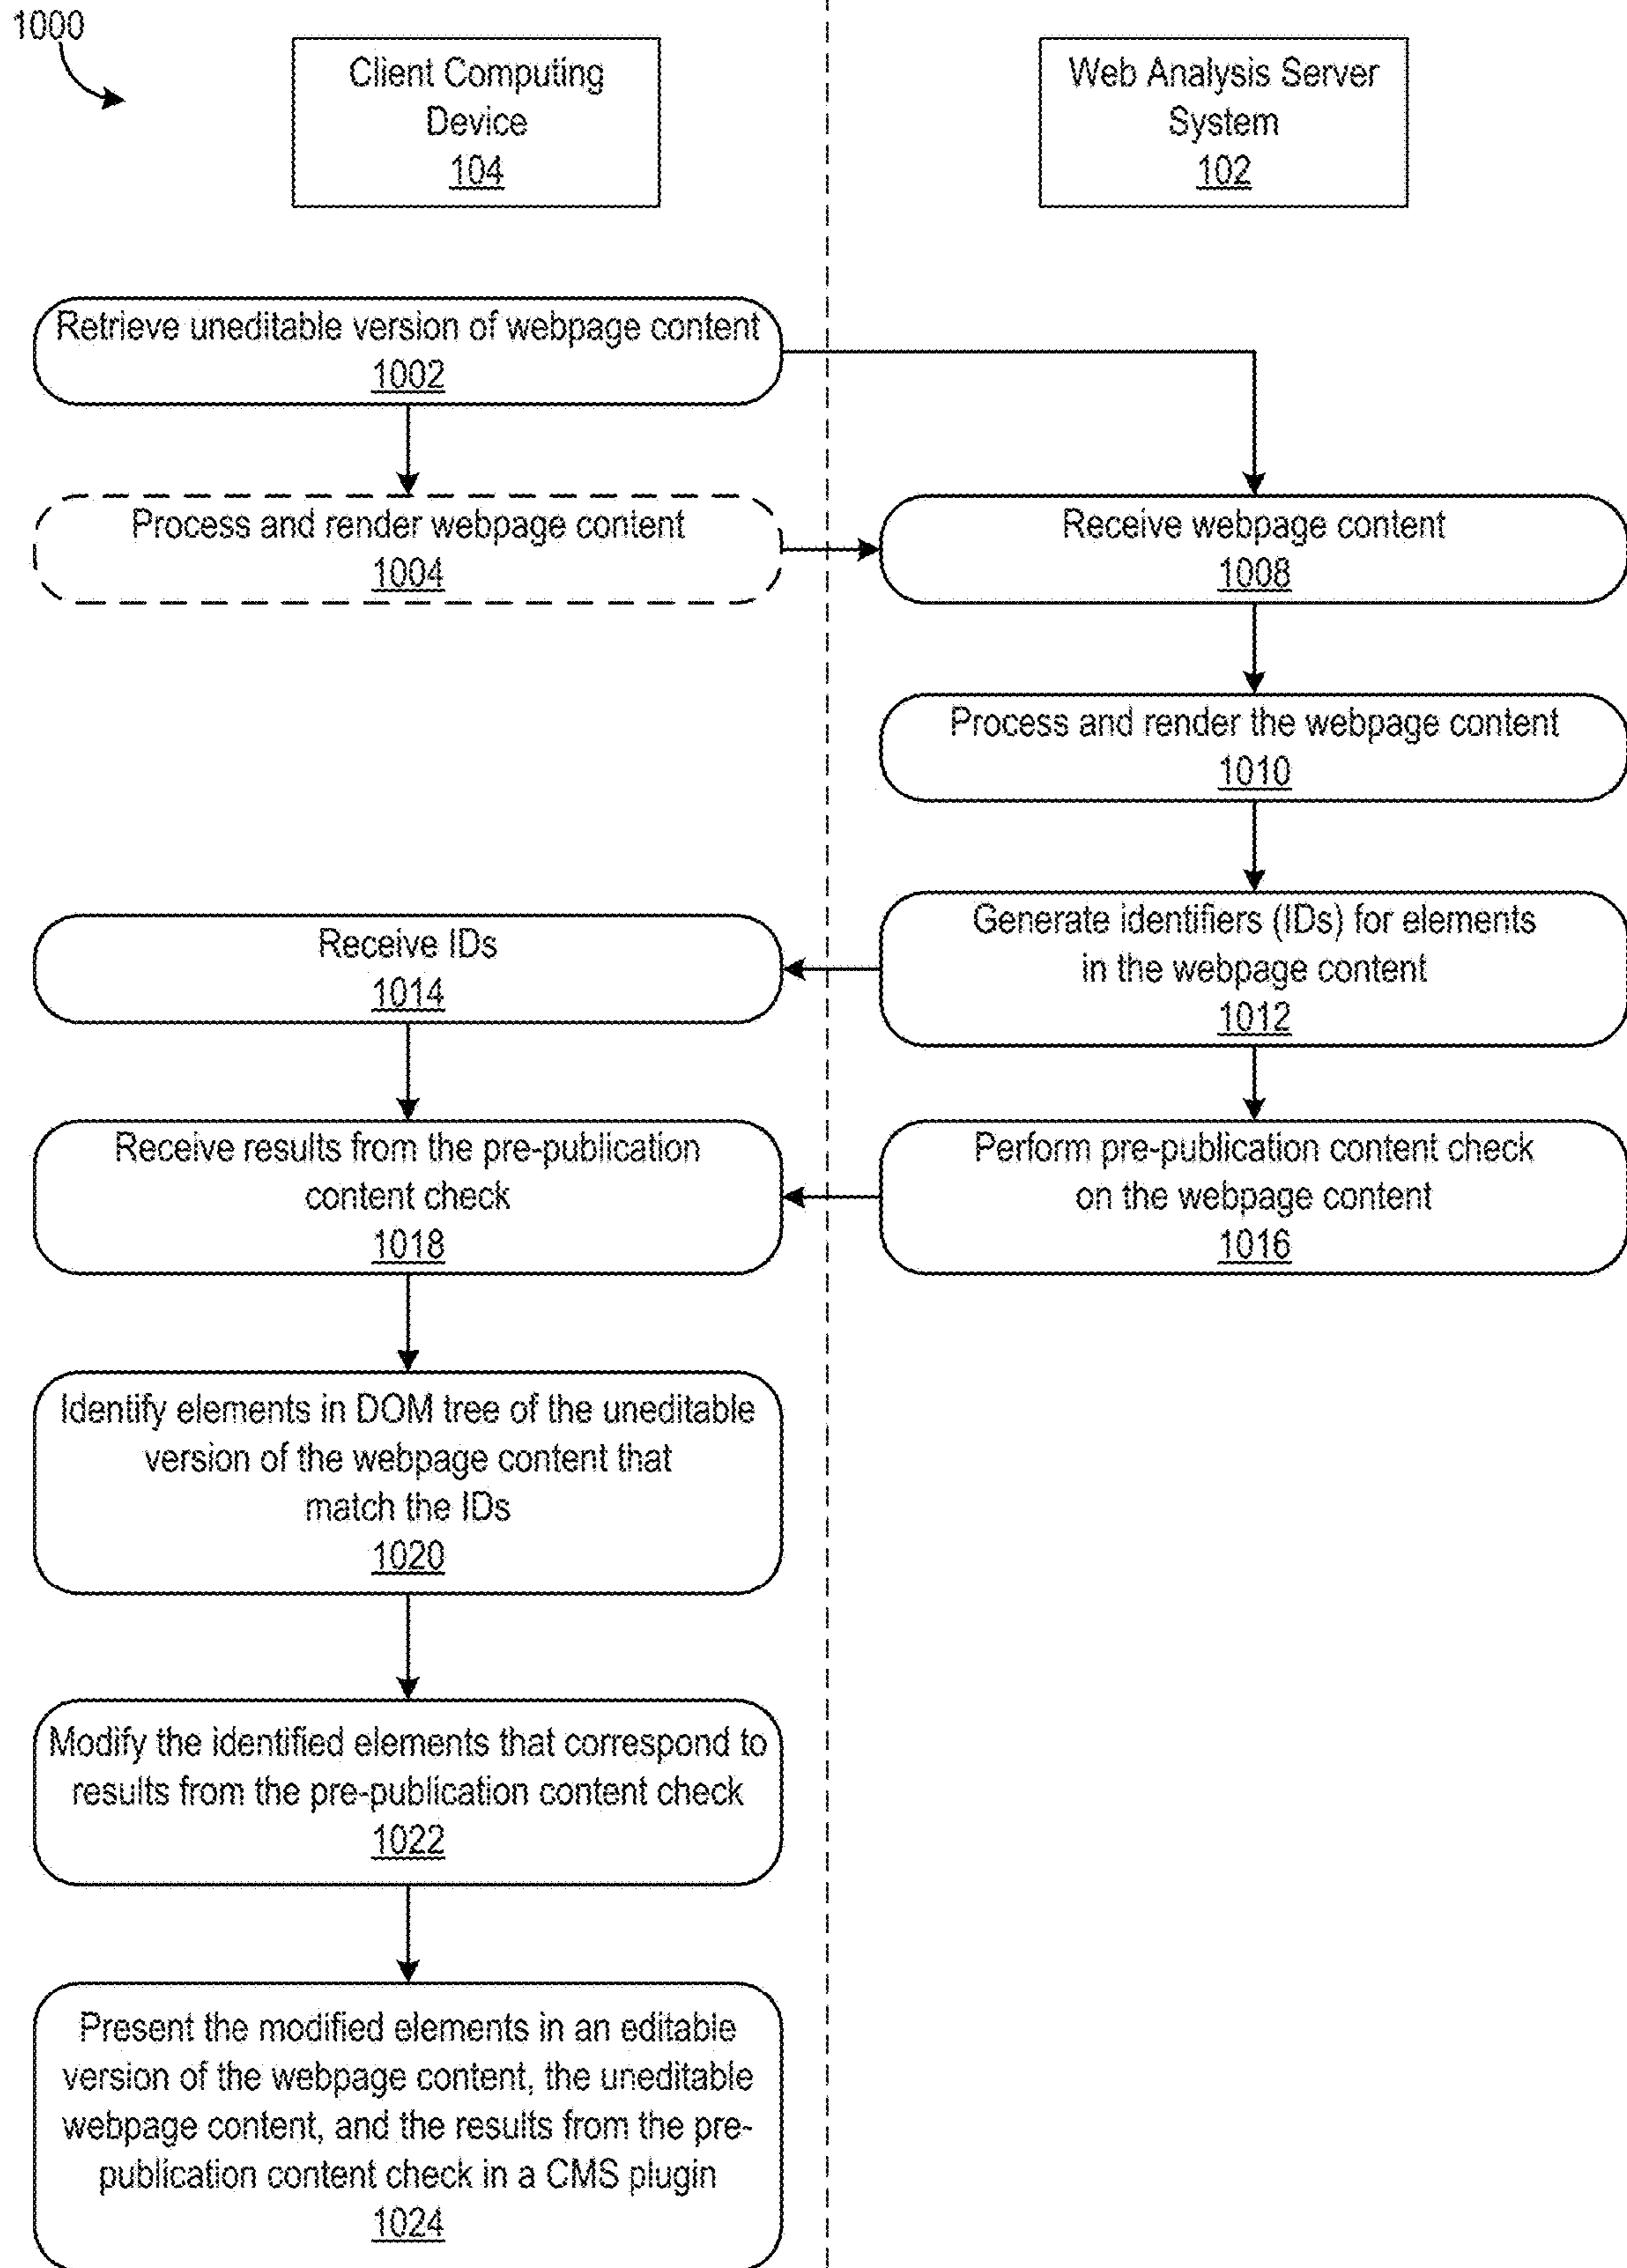 1000
Client Computing
Device
104
Web Analysis Server
System
102
Retrieve uneditable version of webpage content
1002
Process and render webpage content
1004
Receive webpage content
1008
Process and render the webpage content
1010
Generate identifiers (IDs) for elements
in the webpage content
1012
Receive IDs
1014
Receive results from the pre-publication
content check
1018
Perform pre-publication content check
on the webpage content
1016
Identify elements in DOM tree of the uneditable
version of the webpage content that
match the IDs
1020
Modify the identified elements that correspond to
results from the pre-publication content check
1022
Present the modified elements in an editable
version of the webpage content, the uneditable
webpage content, and the results from the pre-
publication content check in a CMS plugin
1024